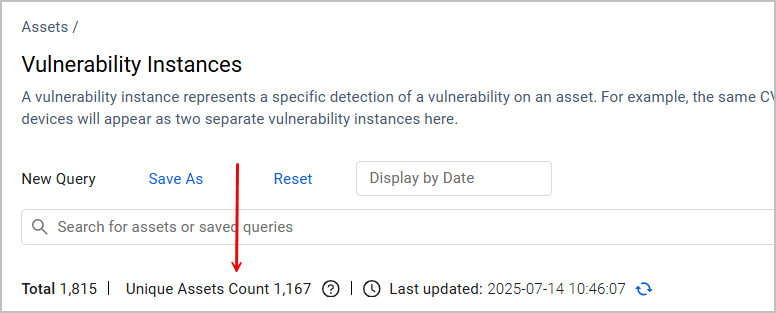 Assets /
Vulnerability Instances
A vulnerability instance represents a specific detection of a vulnerability on an asset. For example, the same CV
devices will appear as two separate vulnerability instances here.
New Query Save As Reset Display by Date
Search for assets or saved queries
Total 1,815 | Unique Assets Count 1,167 ? | Last updated: 2025-07-14 10:46:07